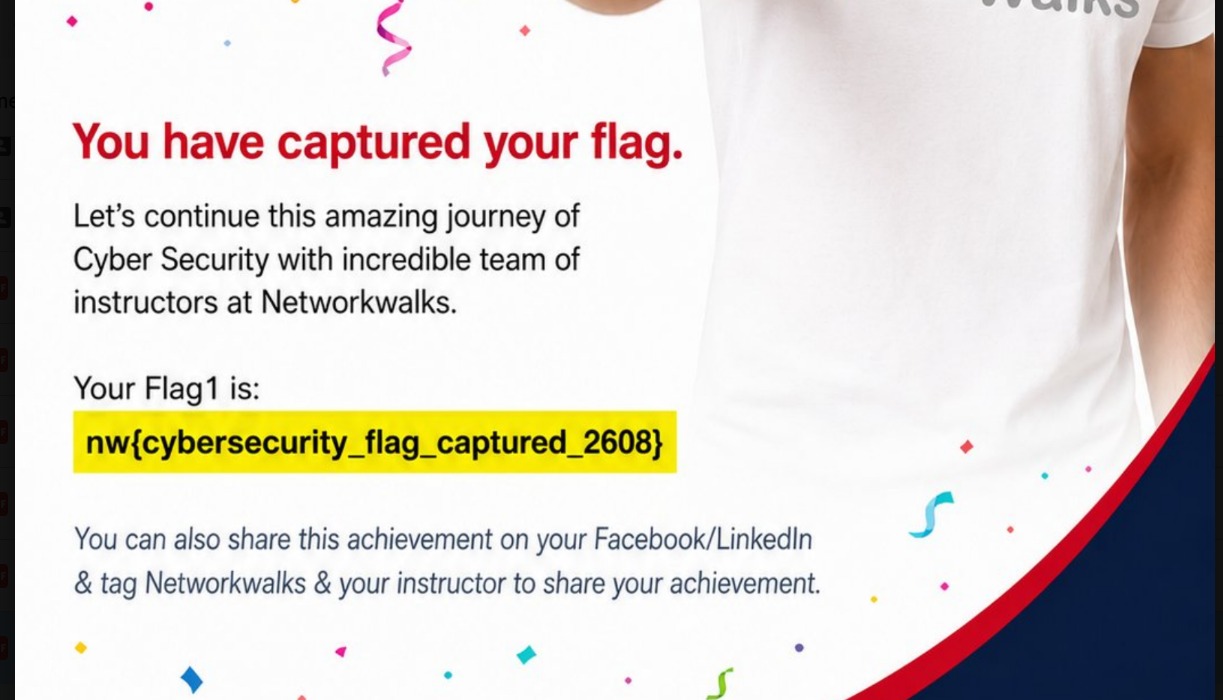 walks
You have captured your flag.
Let's continue this amazing journey of
Cyber Security with incredible team of
instructors at Networkwalks.
Your Flag1 is:
nw{cybersecurity_flag_captured_2608}
You can also share this achievement on your Facebook/LinkedIn
& tag Networkwalks & your instructor to share your achievement.